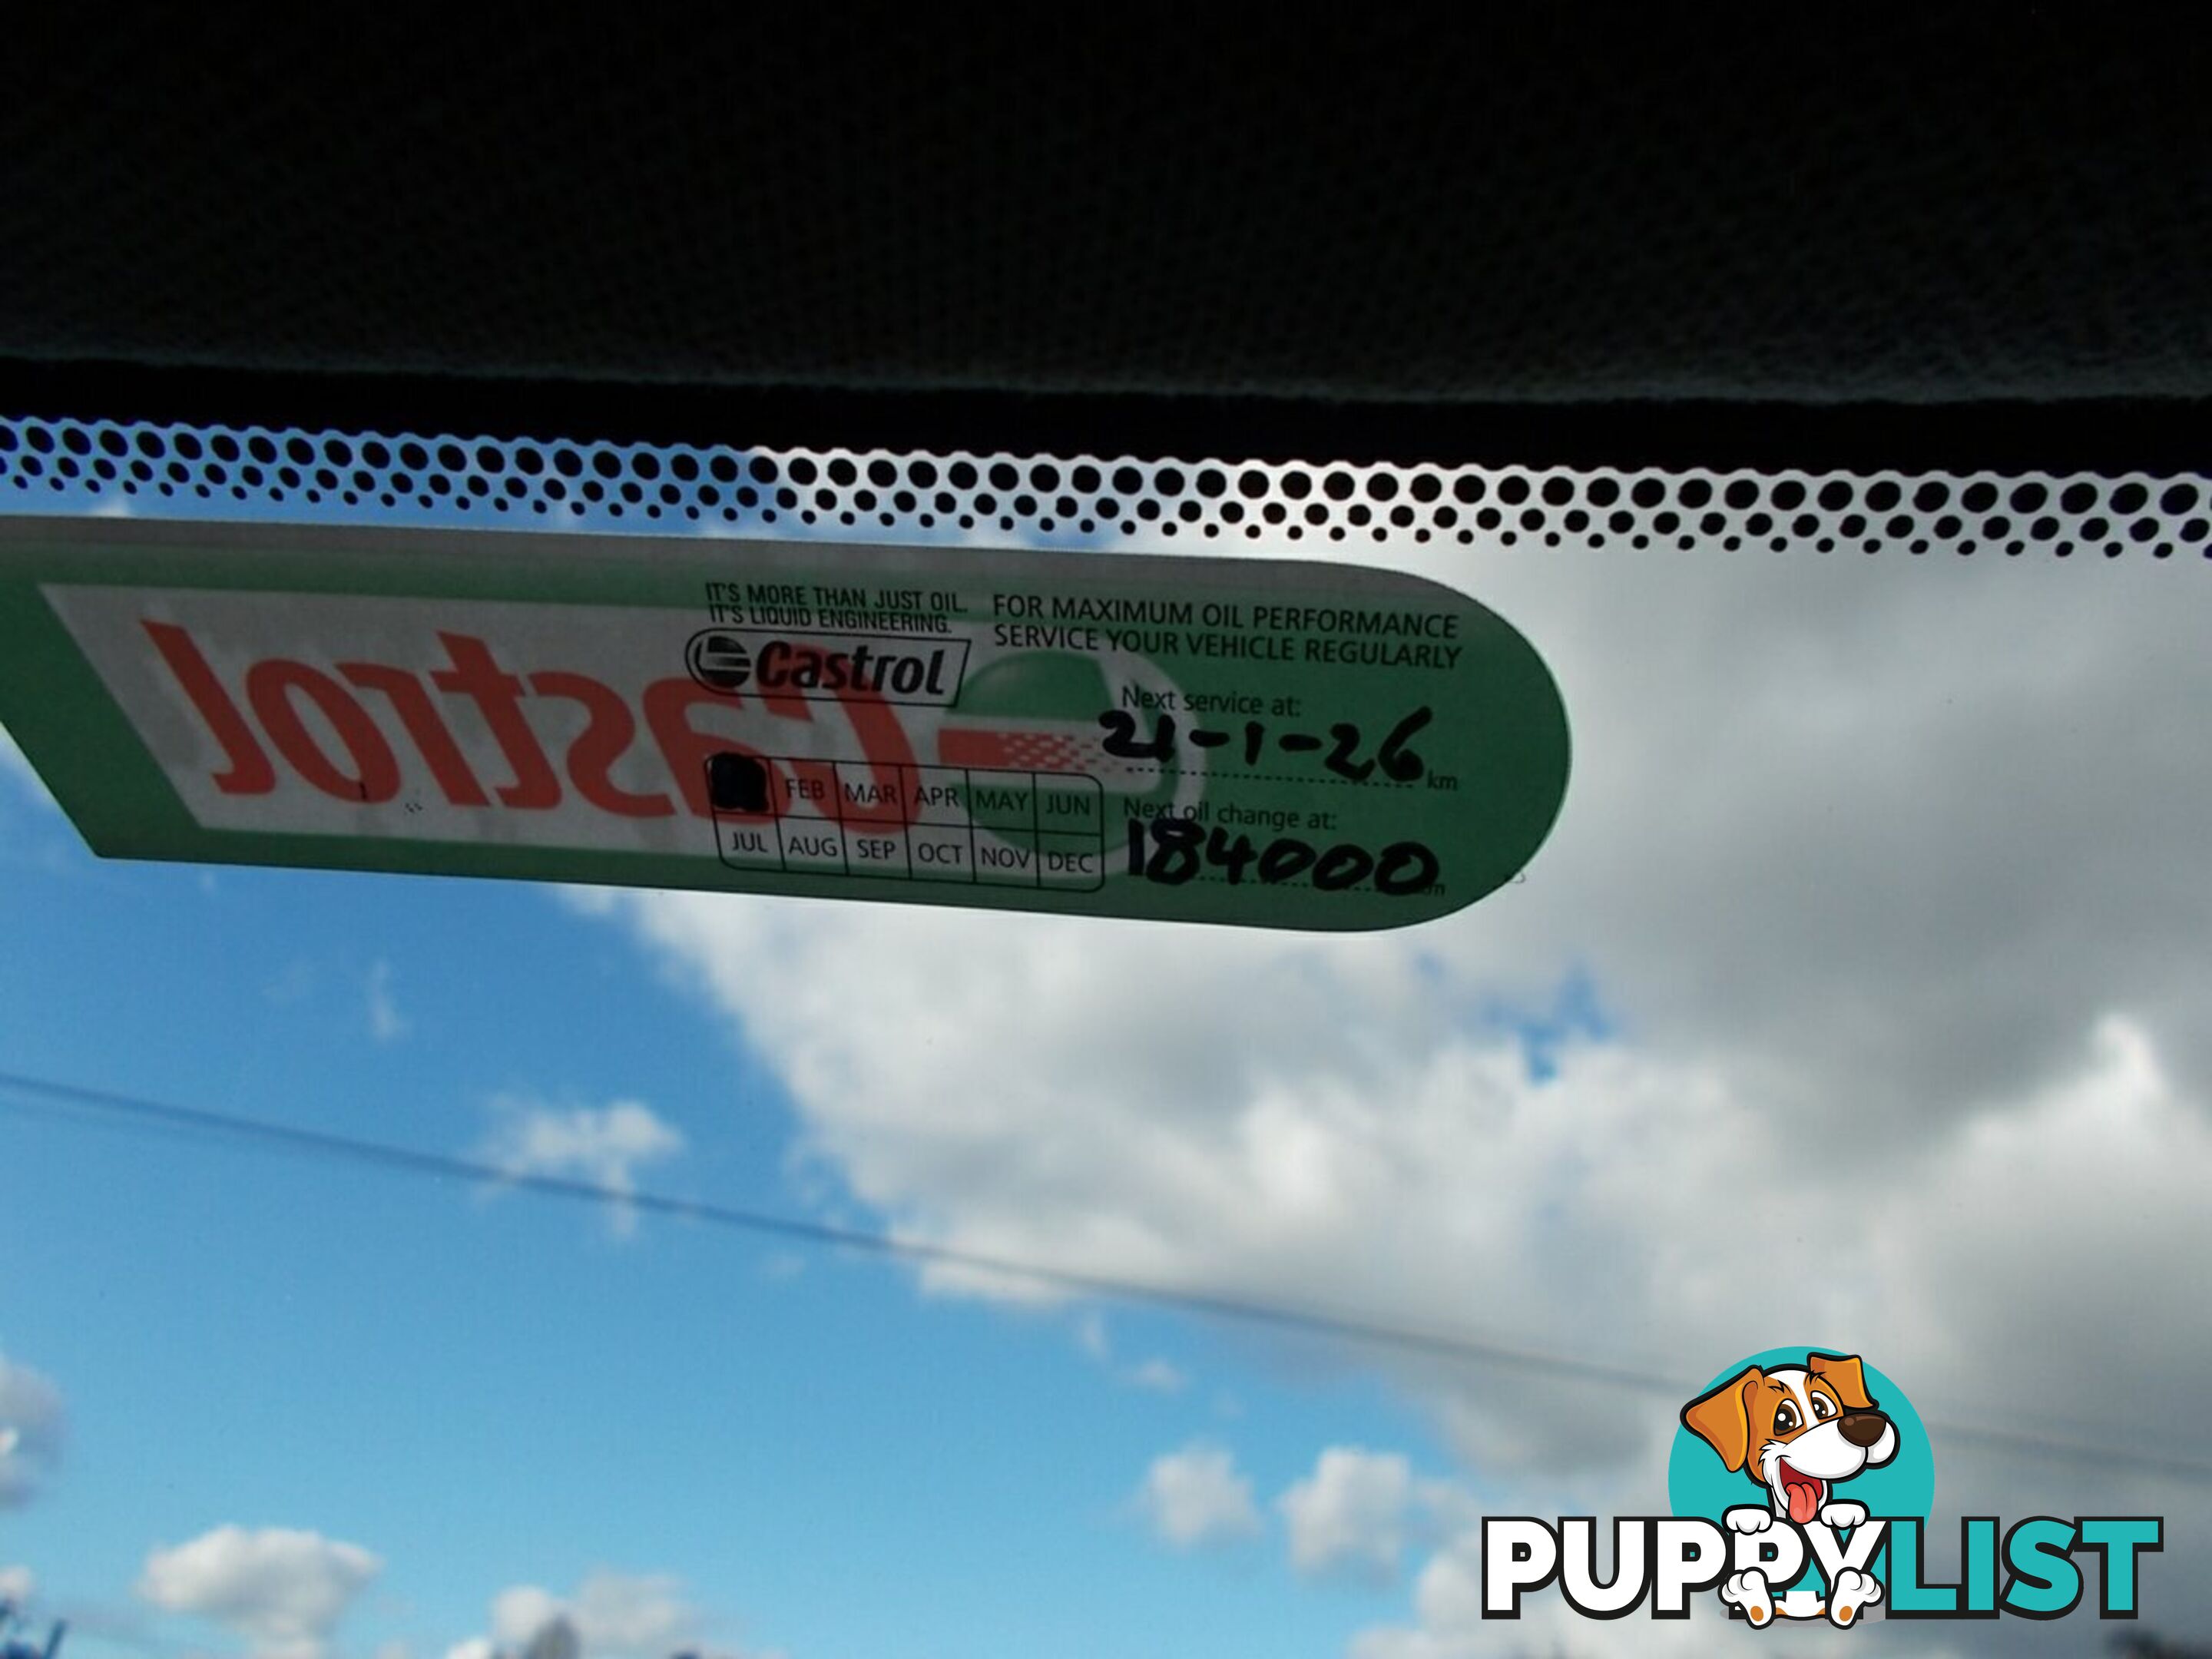 IT'S MORE THAN JUST OIL.
IT'S LIQUID ENGINEERING.
Castrol
FOR MAXIMUM OIL PERFORMANCE
SERVICE YOUR VEHICLE REGULARLY
Next service at:
21-1-26 km
Next oil change at:
184000 km
FEB MAR APR MAY JUN
JUL AUG SEP OCT NOV DEC
Castrol
PUPPYLIST